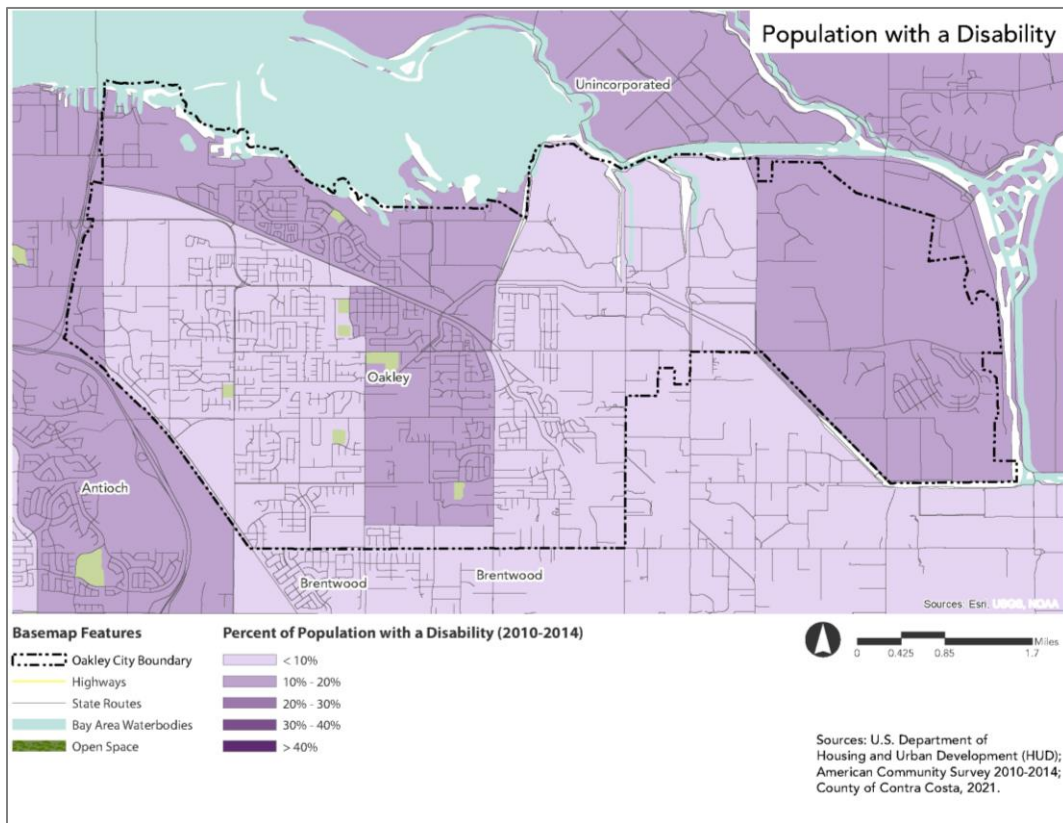 Population with a Disability
Unincorporated
Oakley
Antioch
Brentwood
Brentwood
Sources: Esri, USGS, NOAA
Basemap Features
Oakley City Boundary
Highways
State Routes
Bay Area Waterbodies
Open Space
Percent of Population with a Disability (2010-2014)
< 10%
10% - 20%
20% - 30%
30% - 40%
> 40%
Miles
0 0.425 0.85 1.7
Sources: U.S. Department of
Housing and Urban Development (HUD);
American Community Survey 2010-2014;
County of Contra Costa, 2021.